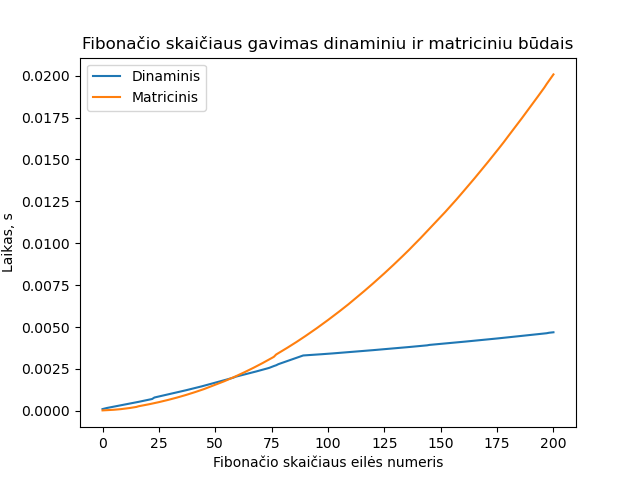 Fibonačio skaičiaus gavimas dinaminiu ir matriciniu būdais
Dinaminis
Matricinis
0.0200
0.0175
0.0150
0.0125
0.0100
0.0075
0.0050
0.0025
0.0000
Laikas, s
0 25 50 75 100 125 150 175 200
Fibonačio skaičiaus eilės numeris